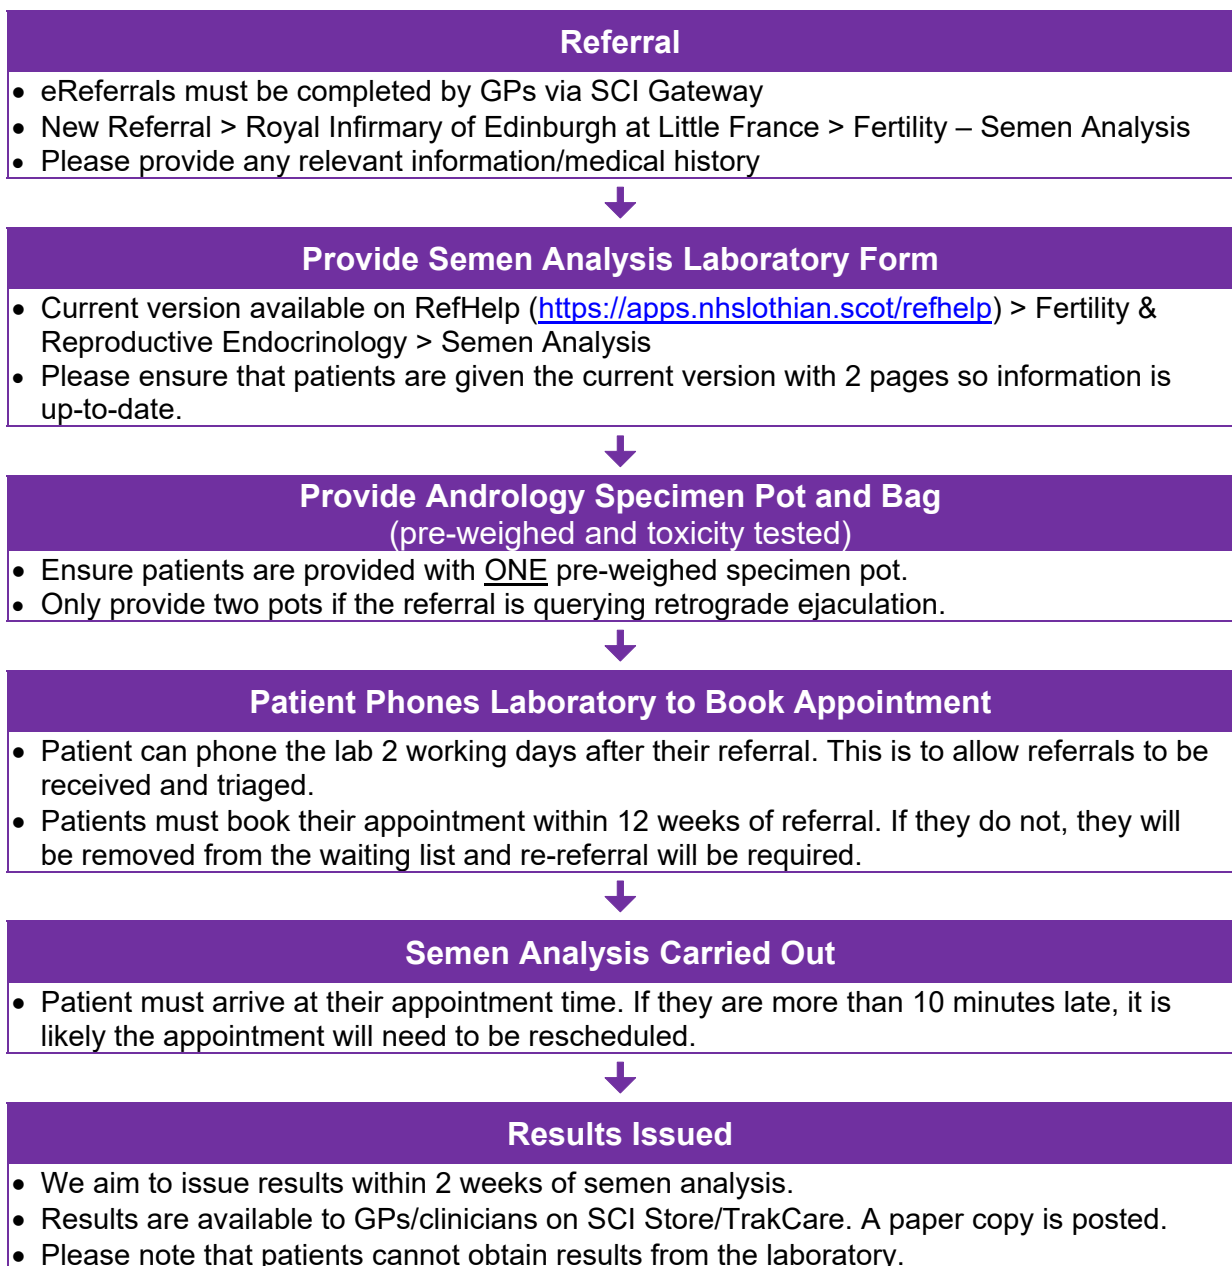 Referral
• eReferrals must be completed by GPs via SCI Gateway
• New Referral > Royal Infirmary of Edinburgh at Little France > Fertility – Semen Analysis
• Please provide any relevant information/medical history
Provide Semen Analysis Laboratory Form
• Current version available on RefHelp (https://apps.nhslothian.scot/refhelp) > Fertility &
Reproductive Endocrinology > Semen Analysis
• Please ensure that patients are given the current version with 2 pages so information is
up-to-date.
Provide Andrology Specimen Pot and Bag
(pre-weighed and toxicity tested)
• Ensure patients are provided with ONE pre-weighed specimen pot.
• Only provide two pots if the referral is querying retrograde ejaculation.
Patient Phones Laboratory to Book Appointment
• Patient can phone the lab 2 working days after their referral. This is to allow referrals to be
received and triaged.
• Patients must book their appointment within 12 weeks of referral. If they do not, they will
be removed from the waiting list and re-referral will be required.
Semen Analysis Carried Out
• Patient must arrive at their appointment time. If they are more than 10 minutes late, it is
likely the appointment will need to be rescheduled.
Results Issued
• We aim to issue results within 2 weeks of semen analysis.
• Results are available to GPs/clinicians on SCI Store/TrakCare. A paper copy is posted.
• Please note that patients cannot obtain results from the laboratory.